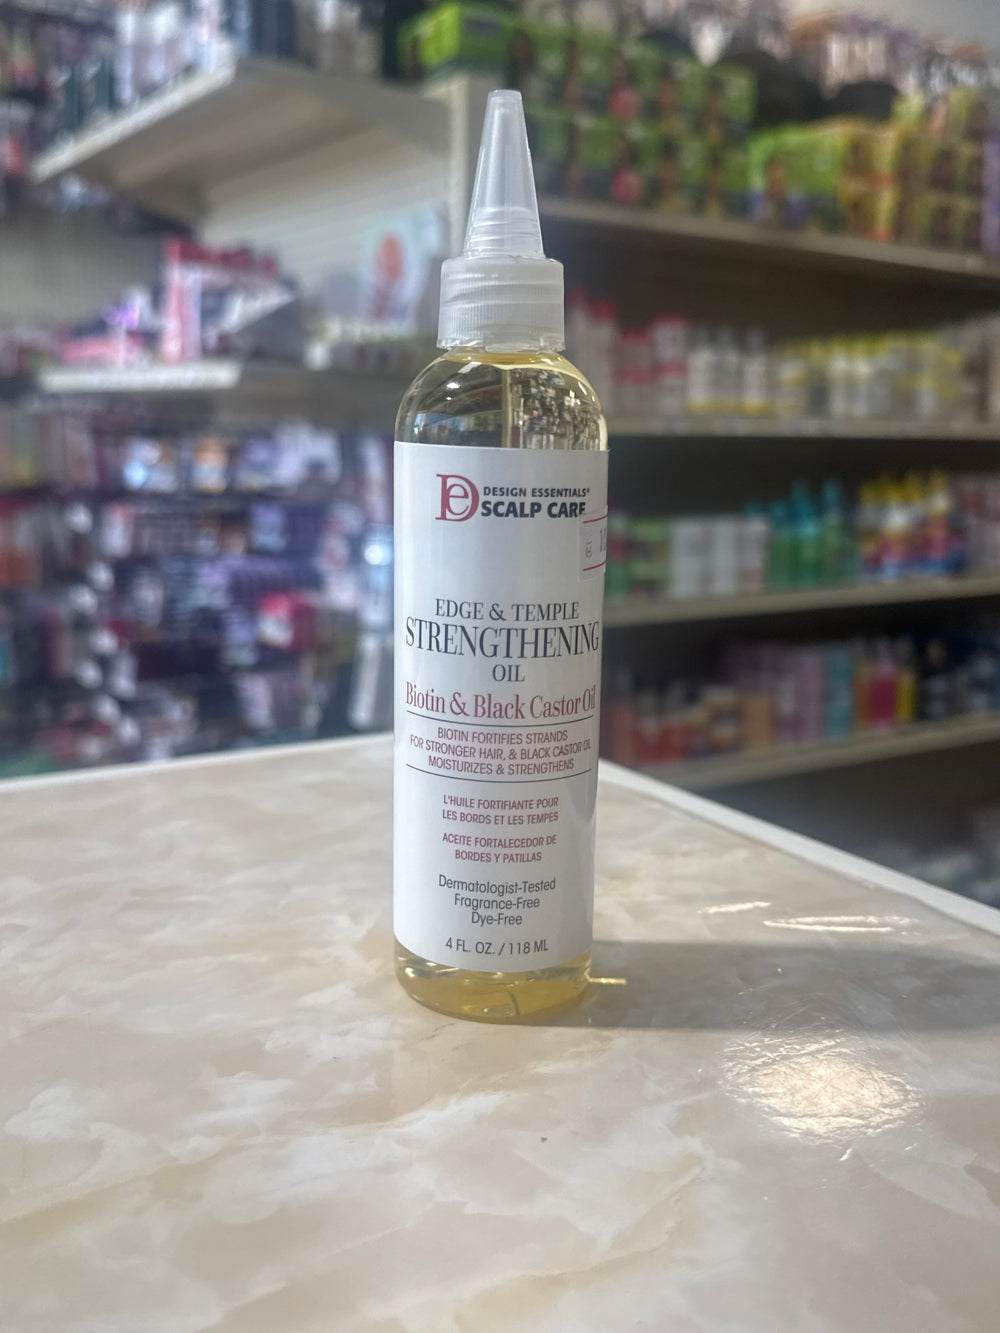 De
DESIGN ESSENTIALS®
SCALP CARE
EDGE & TEMPLE
STRENGTHENING
OIL
Biotin & Black Castor Oil
BIOTIN FORTIFIES STRANDS
FOR STRONGER HAIR, & BLACK CASTOR OIL
MOISTURIZES & STRENGTHENS
L'HUILE FORTIFIANTE POUR
LES BORDS ET LES TEMPES
ACEITE FORTALECEDOR DE
BORDES Y PATILLAS
Dermatologist-Tested
Fragrance-Free
Dye-Free
4 FL. OZ. / 118 ML